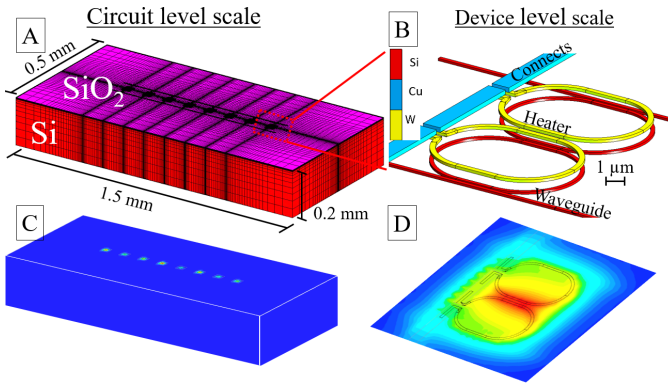 Circuit level scale
Device level scale
A
0.5 mm
SiO2
Si
1.5 mm
0.2 mm
B
Si
Cu
W
Connects
Heater
1 μm
Waveguide
C
D